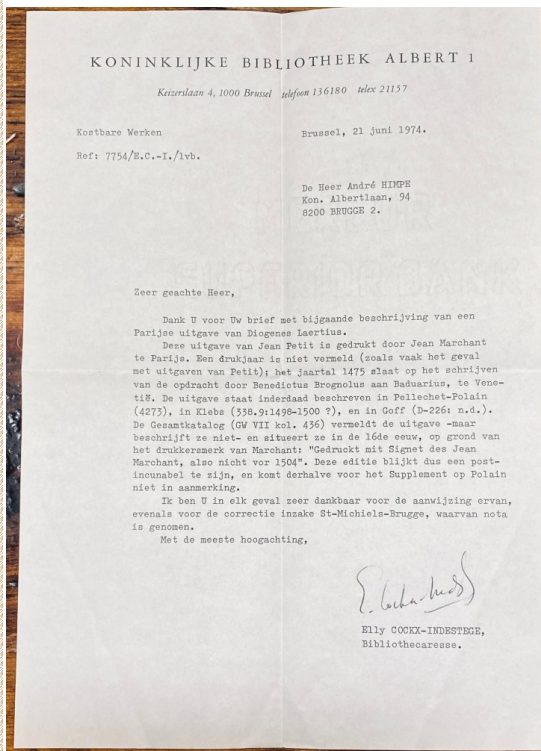 KONINKLIJKE BIBLIOTHEEK ALBERT 1
Keizerslaan 4, 1000 Brussel telefoon 136180 telex 21157
Kostbare Werken
Brussel, 21 juni 1974.
Ref: 7754/E.C.-I./lvb.
De Heer André HIMPE
Kon. Albertlaan, 94
8200 BRUGGE 2.
Zeer geachte Heer,
Dank U voor Uw brief met bijgaande beschrijving van een
Parijse uitgave van Diogenes Laertius.
Deze uitgave van Jean Petit is gedrukt door Jean Marchant
te Parijs. Een drukjaar is niet vermeld (zoals vaak het geval
met uitgaven van Petit); het jaartal 1475 slaat op het schrijven
van de opdracht door Benedictus Brognolus aan Baduarius, te Vene-
tië. De uitgave staat inderdaad beschreven in Pellechet-Polain
(4273), in Klebs (338.9:1498-1500 ?), en in Goff (D-226: n.d.).
De Gesamtkatalog (GW VII kol. 436) vermeldt de uitgave -maar
beschrijft ze niet- en situeert ze in de 16de eeuw, op grond van
het drukkersmerk van Marchant: "Gedruckt mit Signet des Jean
Marchant, also nicht vor 1504". Deze editie blijkt dus een post-
incunabel te zijn, en komt derhalve voor het Supplement op Polain
niet in aanmerking.
Ik ben U in elk geval zeer dankbaar voor de aanwijzing ervan,
evenals voor de correctie inzake St-Michiels-Brugge, waarvan nota
is genomen.
Met de meeste hoogachting,
Elly COCKX-INDESTEGE,
Bibliothecaresse.